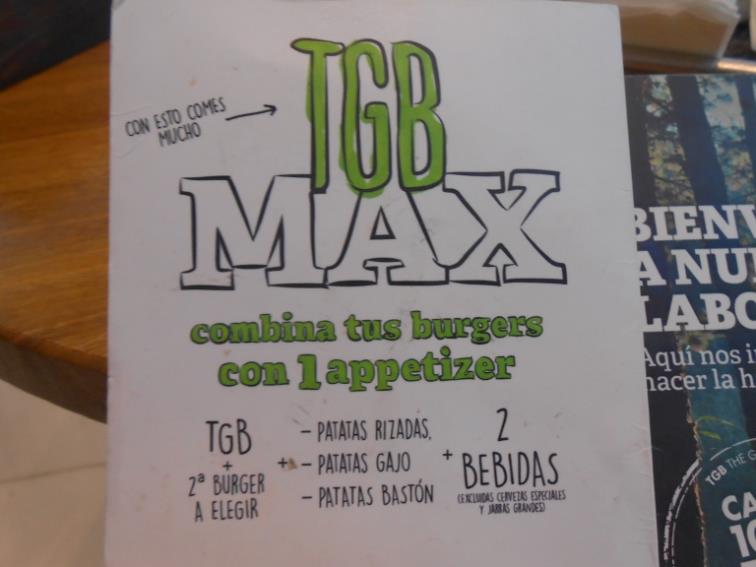 CON ESTO COMES
MUCHO
TGB
MAX
combina tus burgers
con 1 appetizer
TGB
+
2ª BURGER
A ELEGIR
+
- PATATAS RIZADAS,
- PATATAS GAJO
- PATATAS BASTÓN
+
2
BEBIDAS
(EXCLUIDAS CERVEZAS ESPECIALES
Y JARRAS GRANDES)
BIENV
A NU
LABO
Aquí nos i
hacer la h
TGB THE G
CA
10